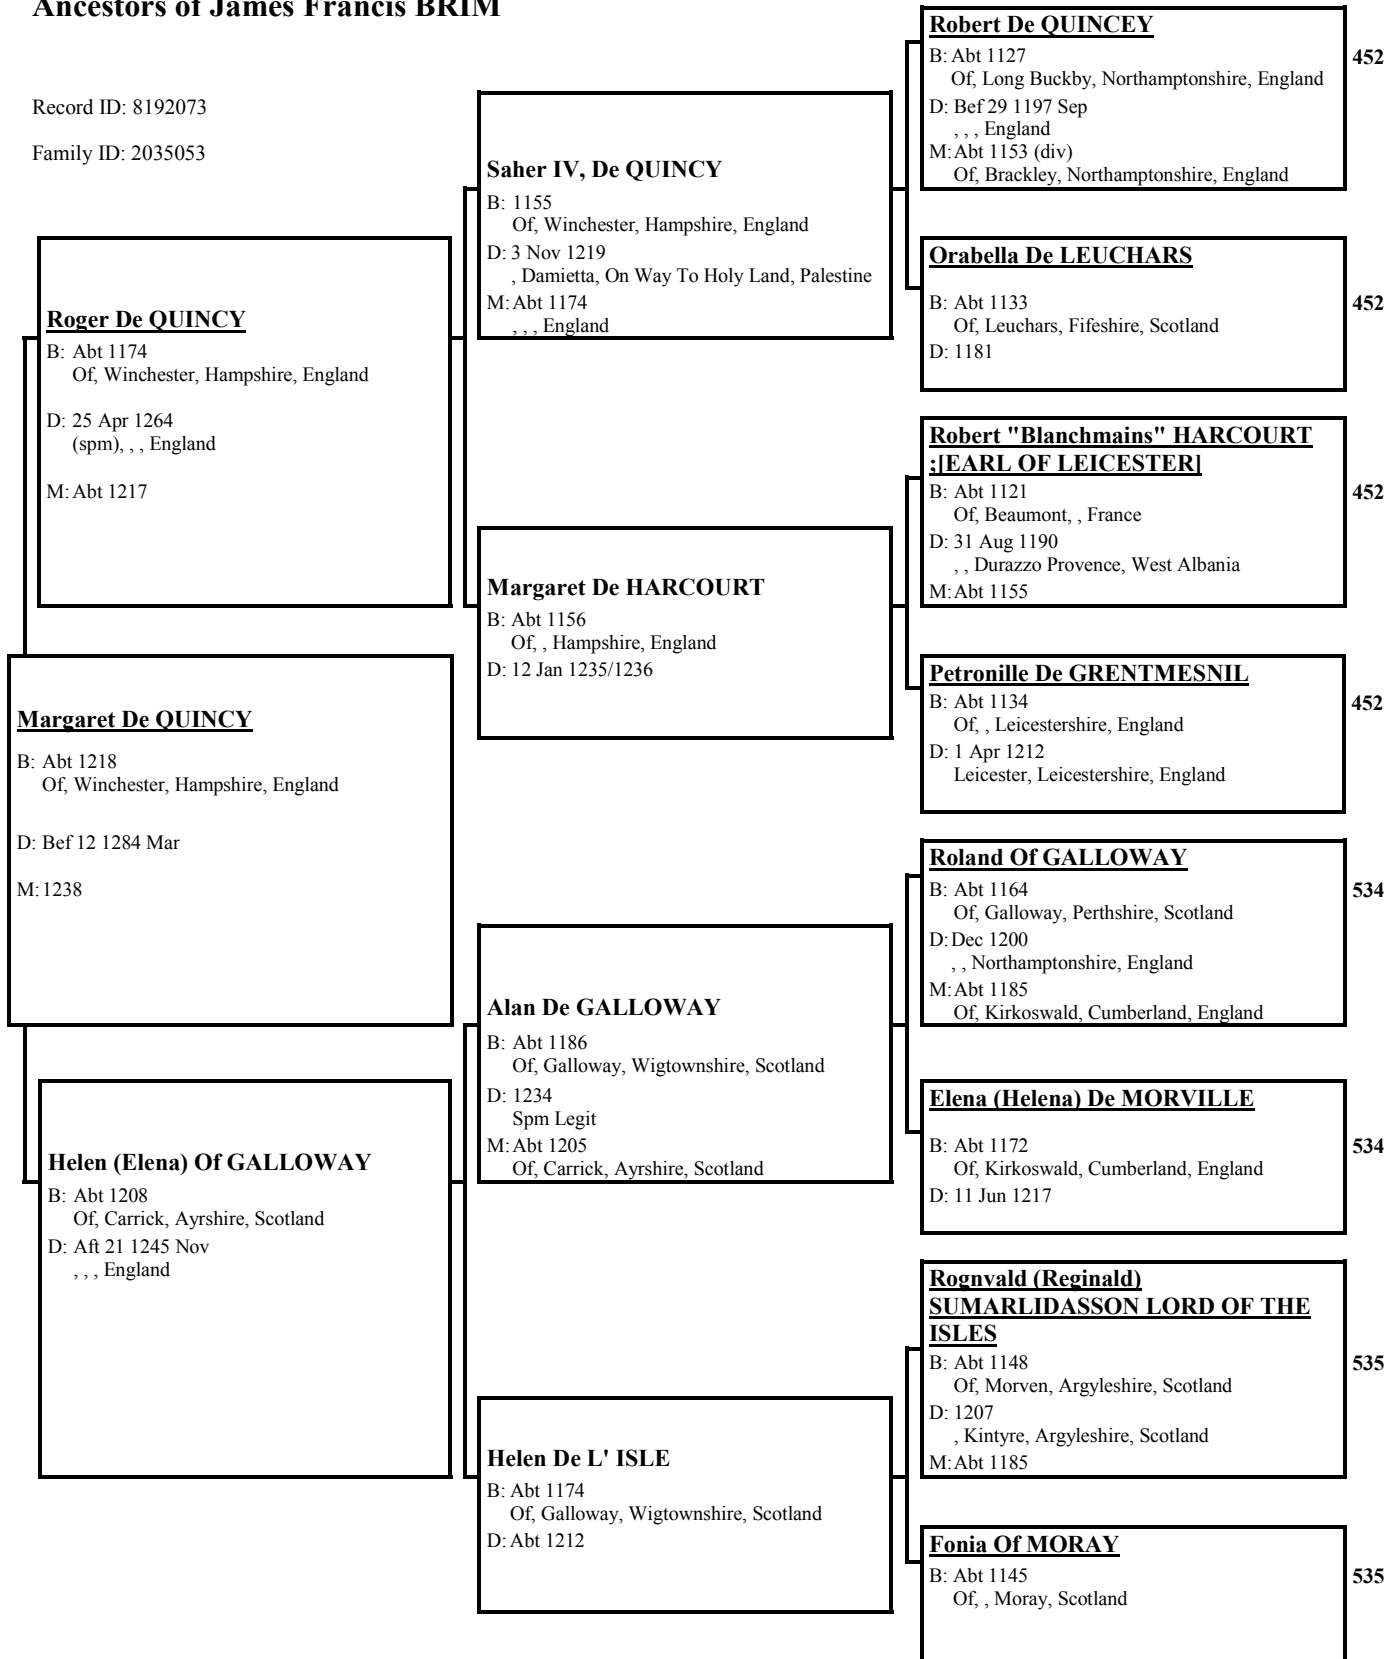 Ancestors of James Francis BRIM
Record ID: 8192073
Family ID: 2035053
Roger De QUINCY
B: Abt 1174
Of, Winchester, Hampshire, England
D: 25 Apr 1264
(spm), , , England
M: Abt 1217
Margaret De QUINCY
B: Abt 1218
Of, Winchester, Hampshire, England
D: Bef 12 1284 Mar
M: 1238
Helen (Elena) Of GALLOWAY
B: Abt 1208
Of, Carrick, Ayrshire, Scotland
D: Aft 21 1245 Nov
, , , England
Saher IV, De QUINCY
B: 1155
Of, Winchester, Hampshire, England
D: 3 Nov 1219
, Damietta, On Way To Holy Land, Palestine
M: Abt 1174
, , , England
Margaret De HARCOURT
B: Abt 1156
Of, , Hampshire, England
D: 12 Jan 1235/1236
Alan De GALLOWAY
B: Abt 1186
Of, Galloway, Wigtownshire, Scotland
D: 1234
Spm Legit
M: Abt 1205
Of, Carrick, Ayrshire, Scotland
Helen De L' ISLE
B: Abt 1174
Of, Galloway, Wigtownshire, Scotland
D: Abt 1212
Robert De QUINCEY
B: Abt 1127
452
Of, Long Buckby, Northamptonshire, England
D: Bef 29 1197 Sep
, , , England
M: Abt 1153 (div)
Of, Brackley, Northamptonshire, England
Orabella De LEUCHARS
B: Abt 1133
452
Of, Leuchars, Fifeshire, Scotland
D: 1181
Robert "Blanchmains" HARCOURT
;[EARL OF LEICESTER]
B: Abt 1121
452
Of, Beaumont, , France
D: 31 Aug 1190
, , Durazzo Provence, West Albania
M: Abt 1155
Petronille De GRENTMESNIL
B: Abt 1134
452
Of, , Leicestershire, England
D: 1 Apr 1212
Leicester, Leicestershire, England
Roland Of GALLOWAY
B: Abt 1164
534
Of, Galloway, Perthshire, Scotland
D: Dec 1200
, , Northamptonshire, England
M: Abt 1185
Of, Kirkoswald, Cumberland, England
Elena (Helena) De MORVILLE
B: Abt 1172
534
Of, Kirkoswald, Cumberland, England
D: 11 Jun 1217
Rognvald (Reginald)
SUMARLIDASSON LORD OF THE
ISLES
B: Abt 1148
535
Of, Morven, Argyleshire, Scotland
D: 1207
, Kintyre, Argyleshire, Scotland
M: Abt 1185
Fonia Of MORAY
B: Abt 1145
535
Of, , Moray, Scotland